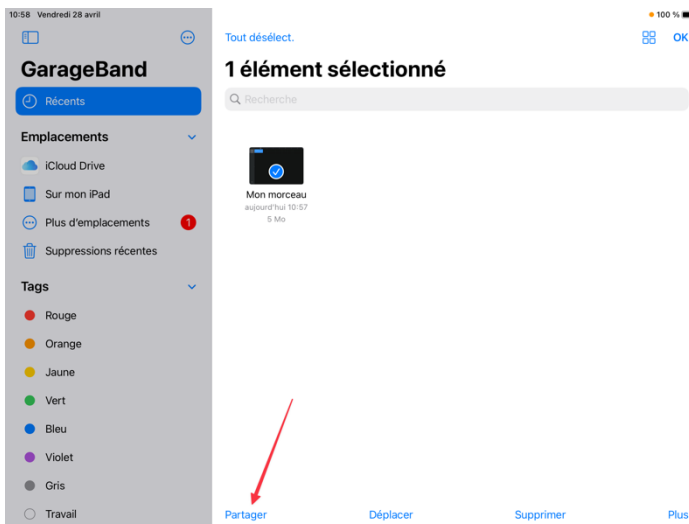 10:58 Vendredi 28 avril
100 %
GarageBand
Récents
Emplacements
iCloud Drive
Sur mon iPad
Plus d'emplacements
1
Suppressions récentes
Tags
Rouge
Orange
Jaune
Vert
Bleu
Violet
Gris
Travail
Tout désélect.
OK
1 élément sélectionné
Recherche
Mon morceau
aujourd'hui 10:57
5 Mo
Partager
Déplacer
Supprimer
Plus